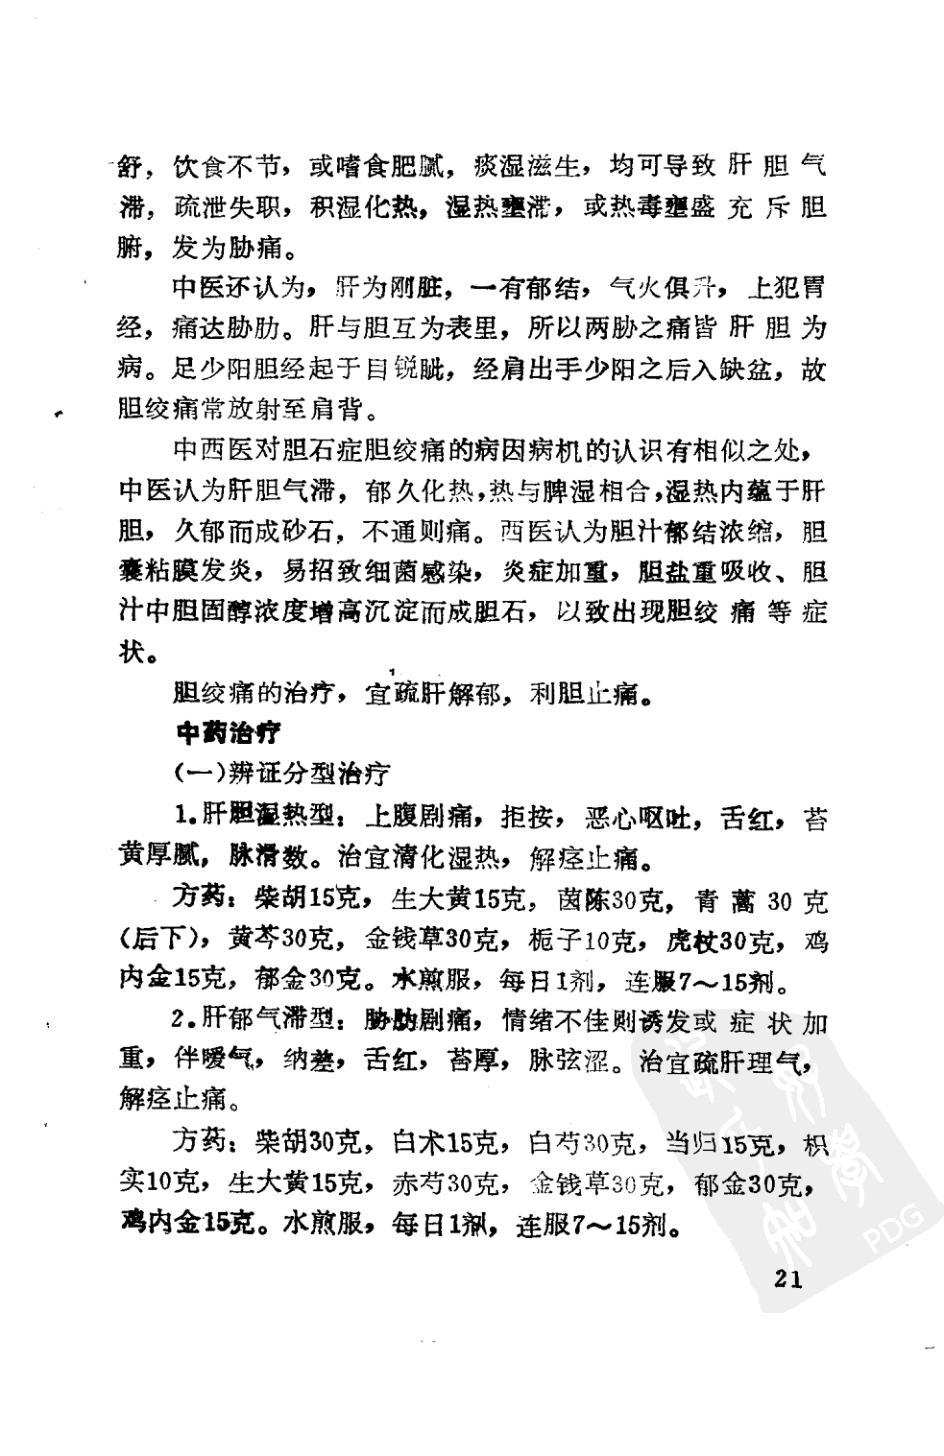 舒，饮食不节，或嗜食肥腻，痰湿滋生，均可导致肝胆气
滞，疏泄失职，积湿化热，湿热壅滞，或热毒壅盛充斥胆
腑，发为胁痛。
中医还认为，肝为刚脏，一有郁结，气火俱升，上犯胃
经，痛达胁肋。肝与胆互为表里，所以两胁之痛皆肝胆为
病。足少阳胆经起于目锐眦，经肩出手少阳之后入缺盆，故
胆绞痛常放射至肩背。
中西医对胆石症胆绞痛的病因病机的认识有相似之处，
中医认为肝胆气滞，郁久化热，热与脾湿相合，湿热内蕴于肝
胆，久郁而成砂石，不通则痛。西医认为胆汁郁结浓缩，胆
囊粘膜发炎，易招致细菌感染，炎症加重，胆盐重吸收、胆
汁中胆固醇浓度增高沉淀而成胆石，以致出现胆绞痛等症
状。
胆绞痛的治疗，宜疏肝解郁，利胆止痛。
中药治疗
（一）辨证分型治疗
1.肝胆湿热型：上腹剧痛，拒按，恶心呕吐，舌红，苔
黄厚腻，脉滑数。治宜清化湿热，解痉止痛。
方药：柴胡15克，生大黄15克，茵陈30克，青蒿30克
（后下），黄芩30克，金钱草30克，栀子10克，虎杖30克，鸡
内金15克，郁金30克。水煎服，每日1剂，连服7～15剂。
2.肝郁气滞型：胁肋剧痛，情绪不佳则诱发或症状加
重，伴嗳气，纳差，舌红，苔厚，脉弦涩。治宜疏肝理气，
解痉止痛。
方药：柴胡30克，白术15克，白芍30克，当归15克，枳
实10克，生大黄15克，赤芍30克，金钱草30克，郁金30克，
鸡内金15克。水煎服，每日1剂，连服7～15剂。
21
PDG